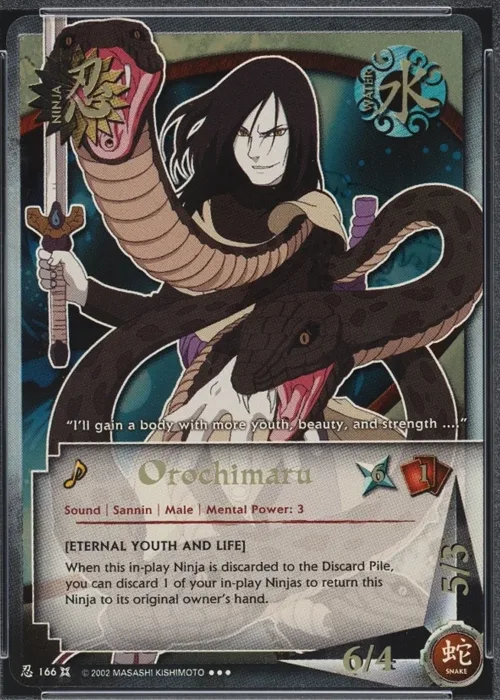 NINJA
忍
WATER
水
"I'll gain a body with more youth, beauty, and strength ...."
Orochimaru
6
1
Sound | Sannin | Male | Mental Power: 3
[ETERNAL YOUTH AND LIFE]
When this in-play Ninja is discarded to the Discard Pile,
you can discard 1 of your in-play Ninjas to return this
Ninja to its original owner's hand.
5/3
6/4
蛇
SNAKE
忍 166
© 2002 MASASHI KISHIMOTO